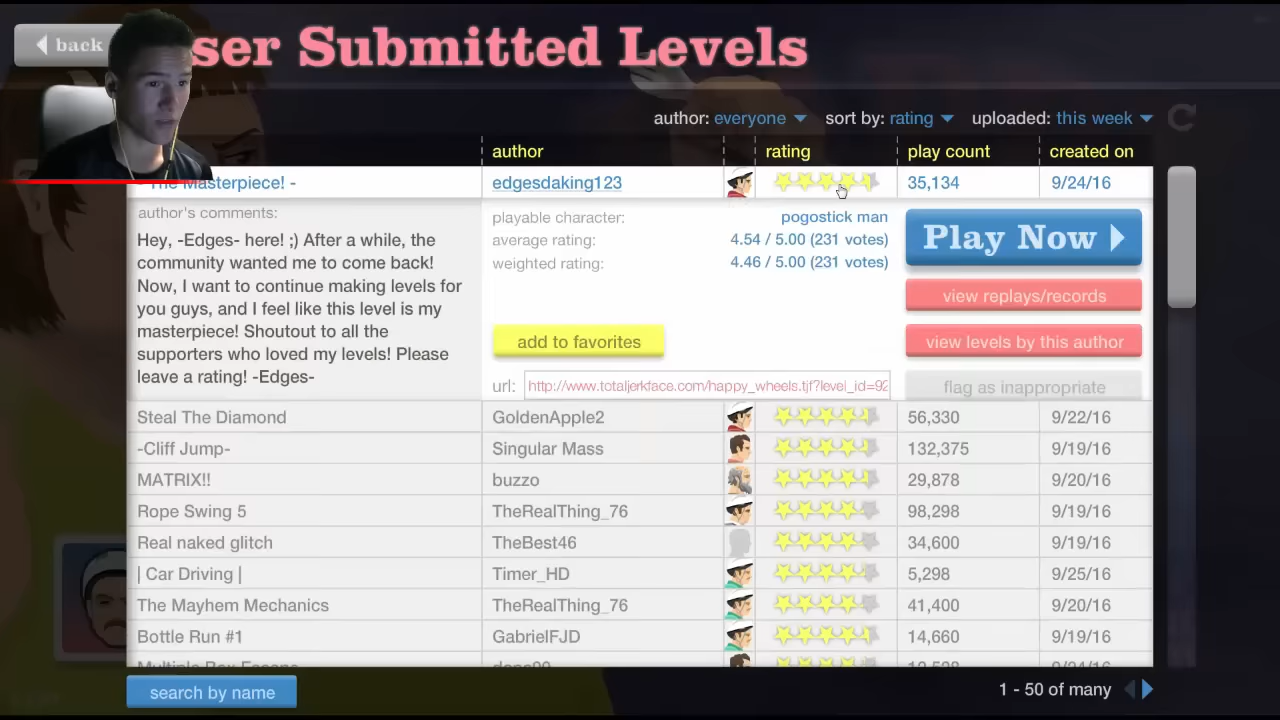 back
ser Submitted Levels
author: everyone sort by: rating uploaded: this week
author rating play count created on
The Masterpiece! - edgesdaking123 35,134 9/24/16
author's comments:
Hey, -Edges- here! ;) After a while, the
community wanted me to come back!
Now, I want to continue making levels for
you guys, and I feel like this level is my
masterpiece! Shoutout to all the
supporters who loved my levels! Please
leave a rating! -Edges-
playable character: pogostick man
average rating: 4.54 / 5.00 (231 votes)
weighted rating: 4.46 / 5.00 (231 votes)
add to favorites
url: http://www.totaljerkface.com/happy_wheels.tjf?level_id=92
Play Now
view replays/records
view levels by this author
flag as inappropriate
Steal The Diamond GoldenApple2 56,330 9/22/16
-Cliff Jump- Singular Mass 132,375 9/19/16
MATRIX!! buzzo 29,878 9/20/16
Rope Swing 5 TheRealThing_76 98,298 9/19/16
Real naked glitch TheBest46 34,600 9/19/16
| Car Driving | Timer_HD 5,298 9/25/16
The Mayhem Mechanics TheRealThing_76 41,400 9/20/16
Bottle Run #1 GabrielFJD 14,660 9/19/16
search by name 1 - 50 of many